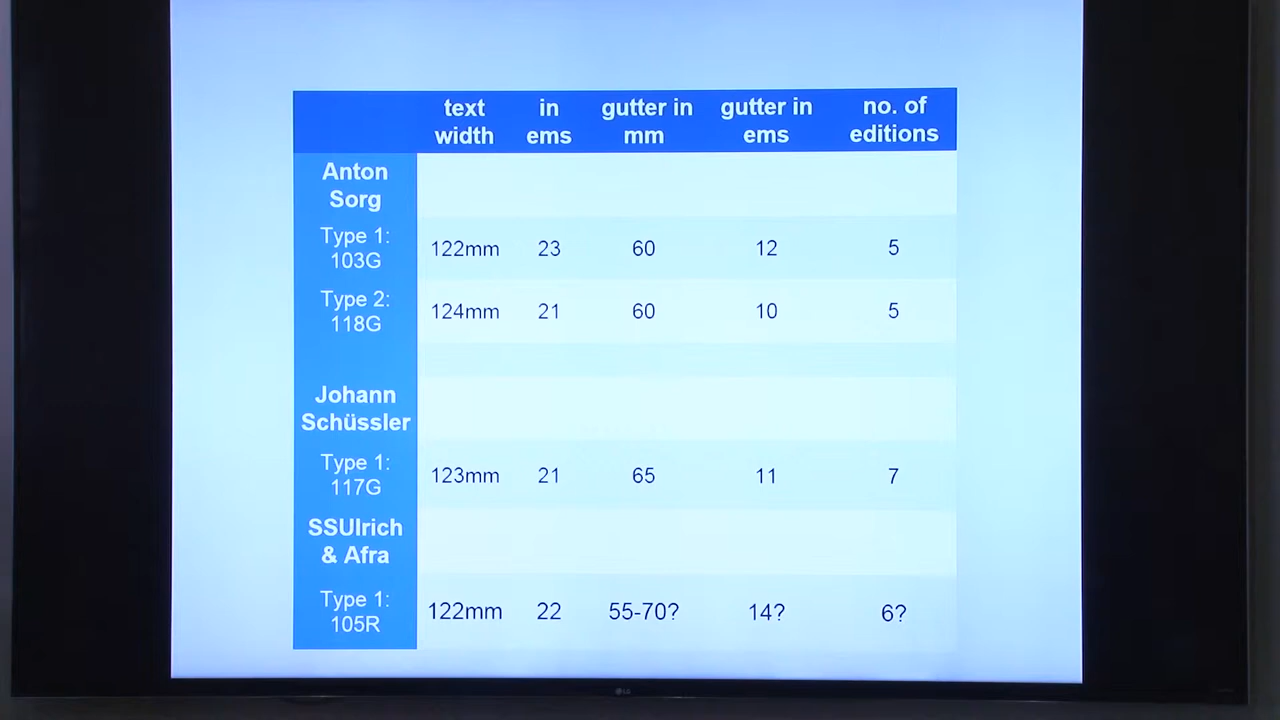 text width in ems gutter in mm gutter in ems no. of editions
Anton Sorg
Type 1: 103G 122mm 23 60 12 5
Type 2: 118G 124mm 21 60 10 5
Johann Schüssler
Type 1: 117G 123mm 21 65 11 7
SSUlrich & Afra
Type 1: 105R 122mm 22 55-70? 14? 6?
LG